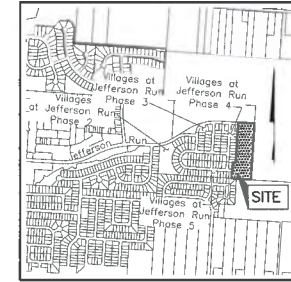 Villages at
Jefferson Run
Phase 3
Villages at
Jefferson Run
Phase 4
Villages
at Jefferson Run
Phase 2
Jefferson Run
Villages at
Jefferson Run
Phase 5
SITE